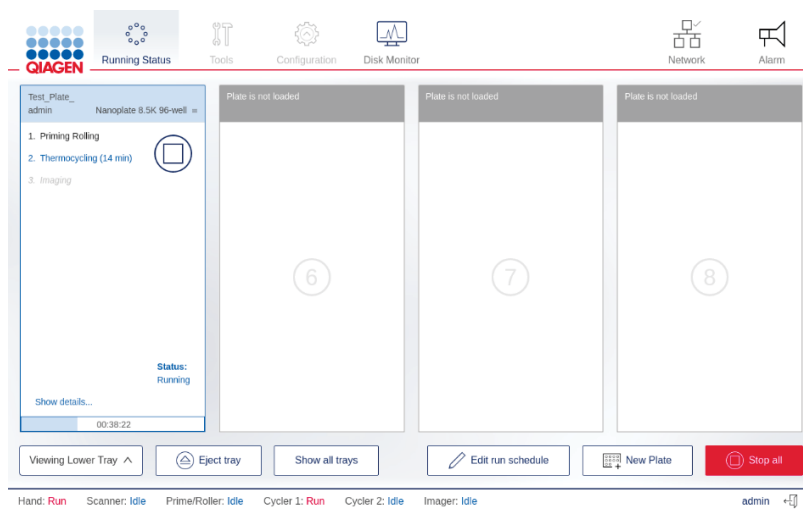 QIAGEN
Running Status
Tools
Configuration
Disk Monitor
Network
Alarm
Test_Plate_
admin Nanoplate 8.5K 96-well
1. Priming Rolling
2. Thermocycling (14 min)
3. Imaging
Status:
Running
Show details...
00:38:22
Plate is not loaded
6
Plate is not loaded
7
Plate is not loaded
8
Viewing Lower Tray
Eject tray
Show all trays
Edit run schedule
New Plate
Stop all
Hand: Run Scanner: Idle Prime/Roller: Idle Cycler 1: Run Cycler 2: Idle Imager: Idle admin